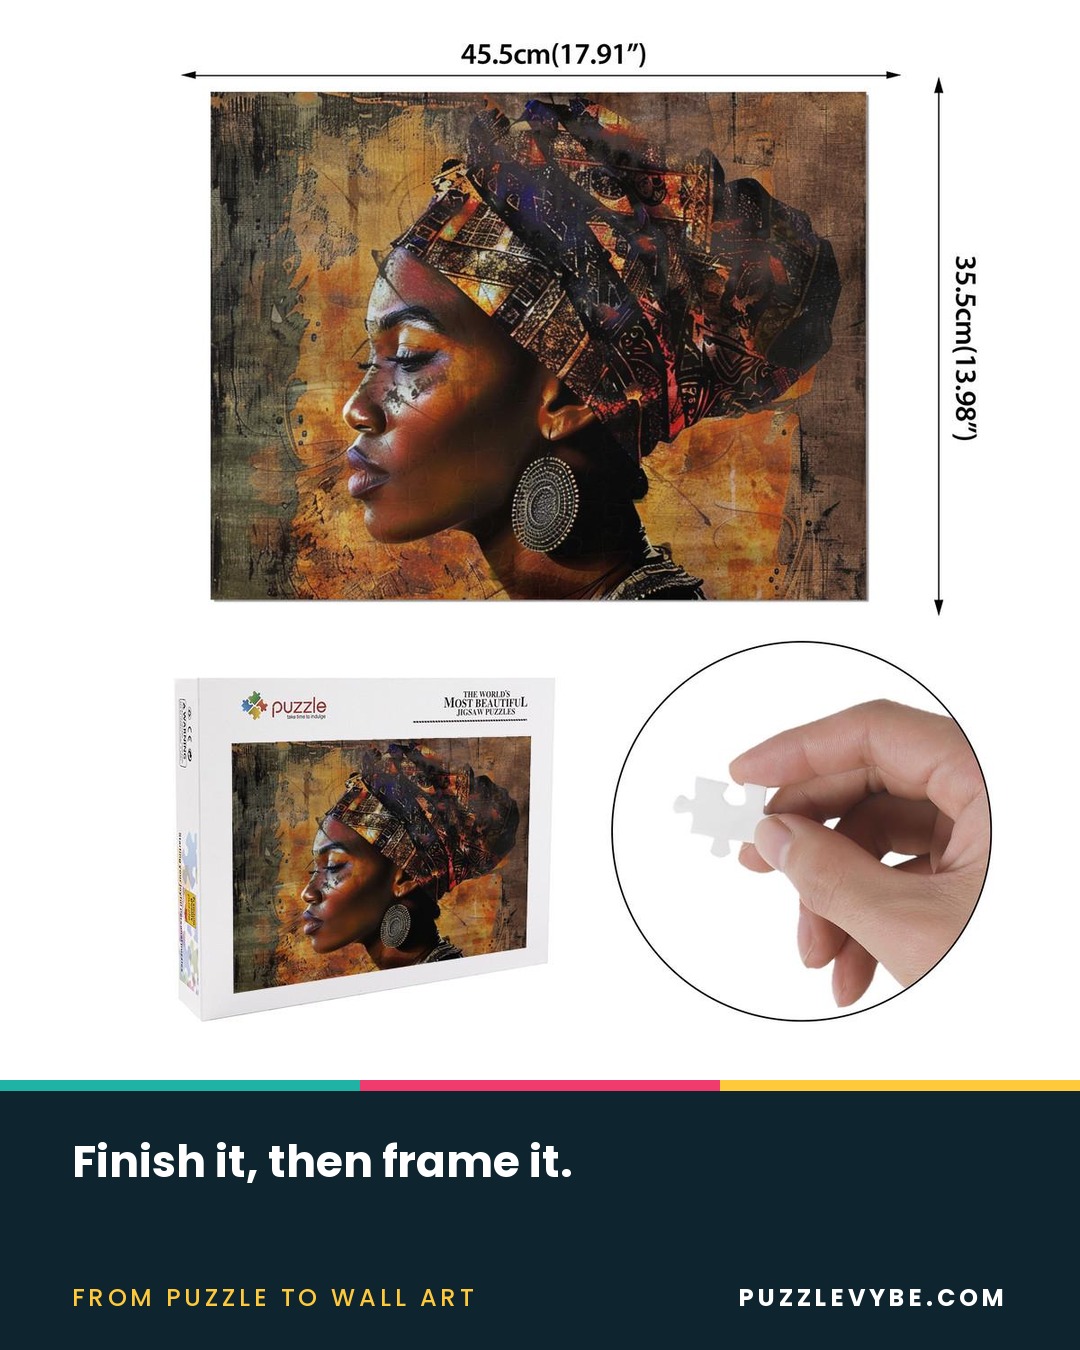 45.5cm(17.91”)
35.5cm(13.98”)
puzzle
take time to indulge
THE WORLD'S
MOST BEAUTIFUL
JIGSAW PUZZLES
WARNING
Finish it, then frame it.
FROM PUZZLE TO WALL ART
PUZZLEVYBE.COM